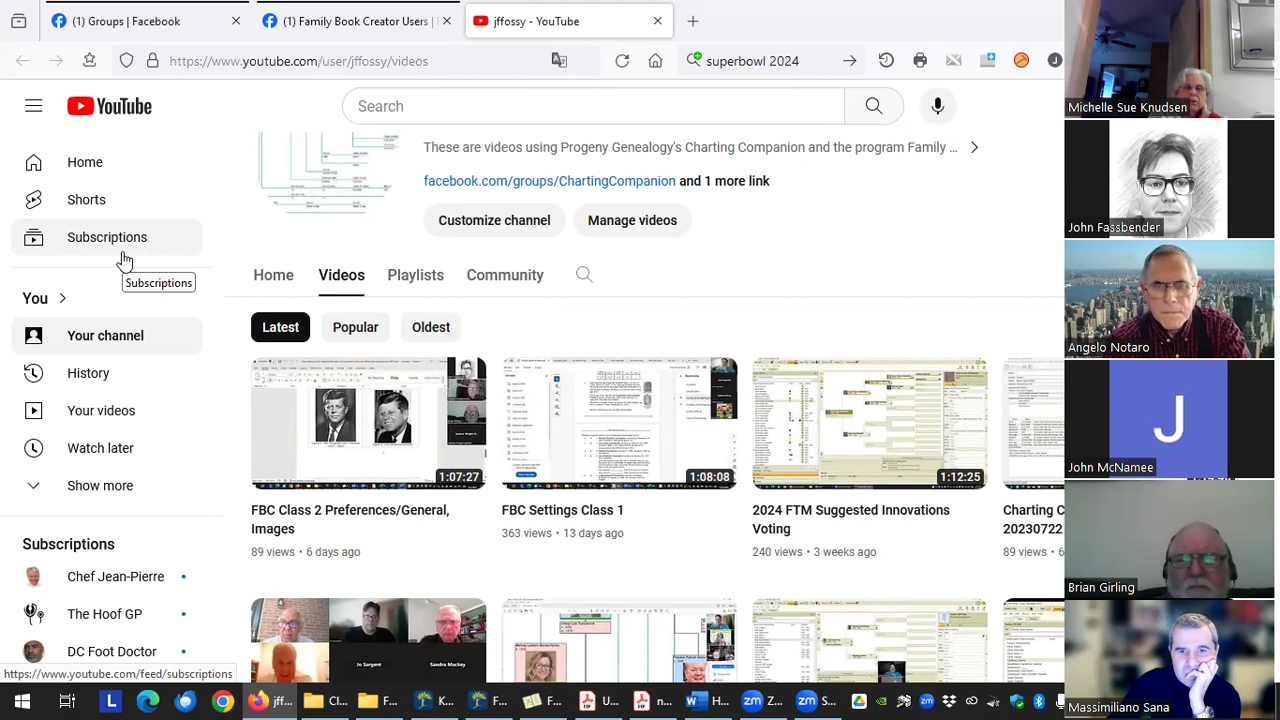 (1) Groups | Facebook
(1) Family Book Creator Users |
jffossy - YouTube
https://www.youtube.com/user/jffossy/videos
superbowl 2024
J
YouTube
Search
Home
Shorts
Subscriptions
Subscriptions
You
Your channel
History
Your videos
Watch later
Show more
Subscriptions
Chef Jean-Pierre
The Hoof GP
DC Foot Doctor
https://www.youtube.com/feed/subscriptions
These are videos using Progeny Genealogy's Charting Companion and the program Family ...
facebook.com/groups/ChartingCompanion and 1 more link
Customize channel
Manage videos
Home
Videos
Playlists
Community
Latest
Popular
Oldest
1:07:27
1:08:08
1:12:25
FBC Class 2 Preferences/General,
Images
89 views • 6 days ago
FBC Settings Class 1
363 views • 13 days ago
2024 FTM Suggested Innovations
Voting
240 views • 3 weeks ago
Charting C
20230722
89 views • 6
Jo Sargent
Sandra Mackey
Michelle Sue Knudsen
John Fassbender
Angelo Notaro
J
John McNamee
Brian Girling
Massimiliano Sana
L
jff...
Cl...
F...
K...
F...
F...
U...
n...
H...
Z...
S...